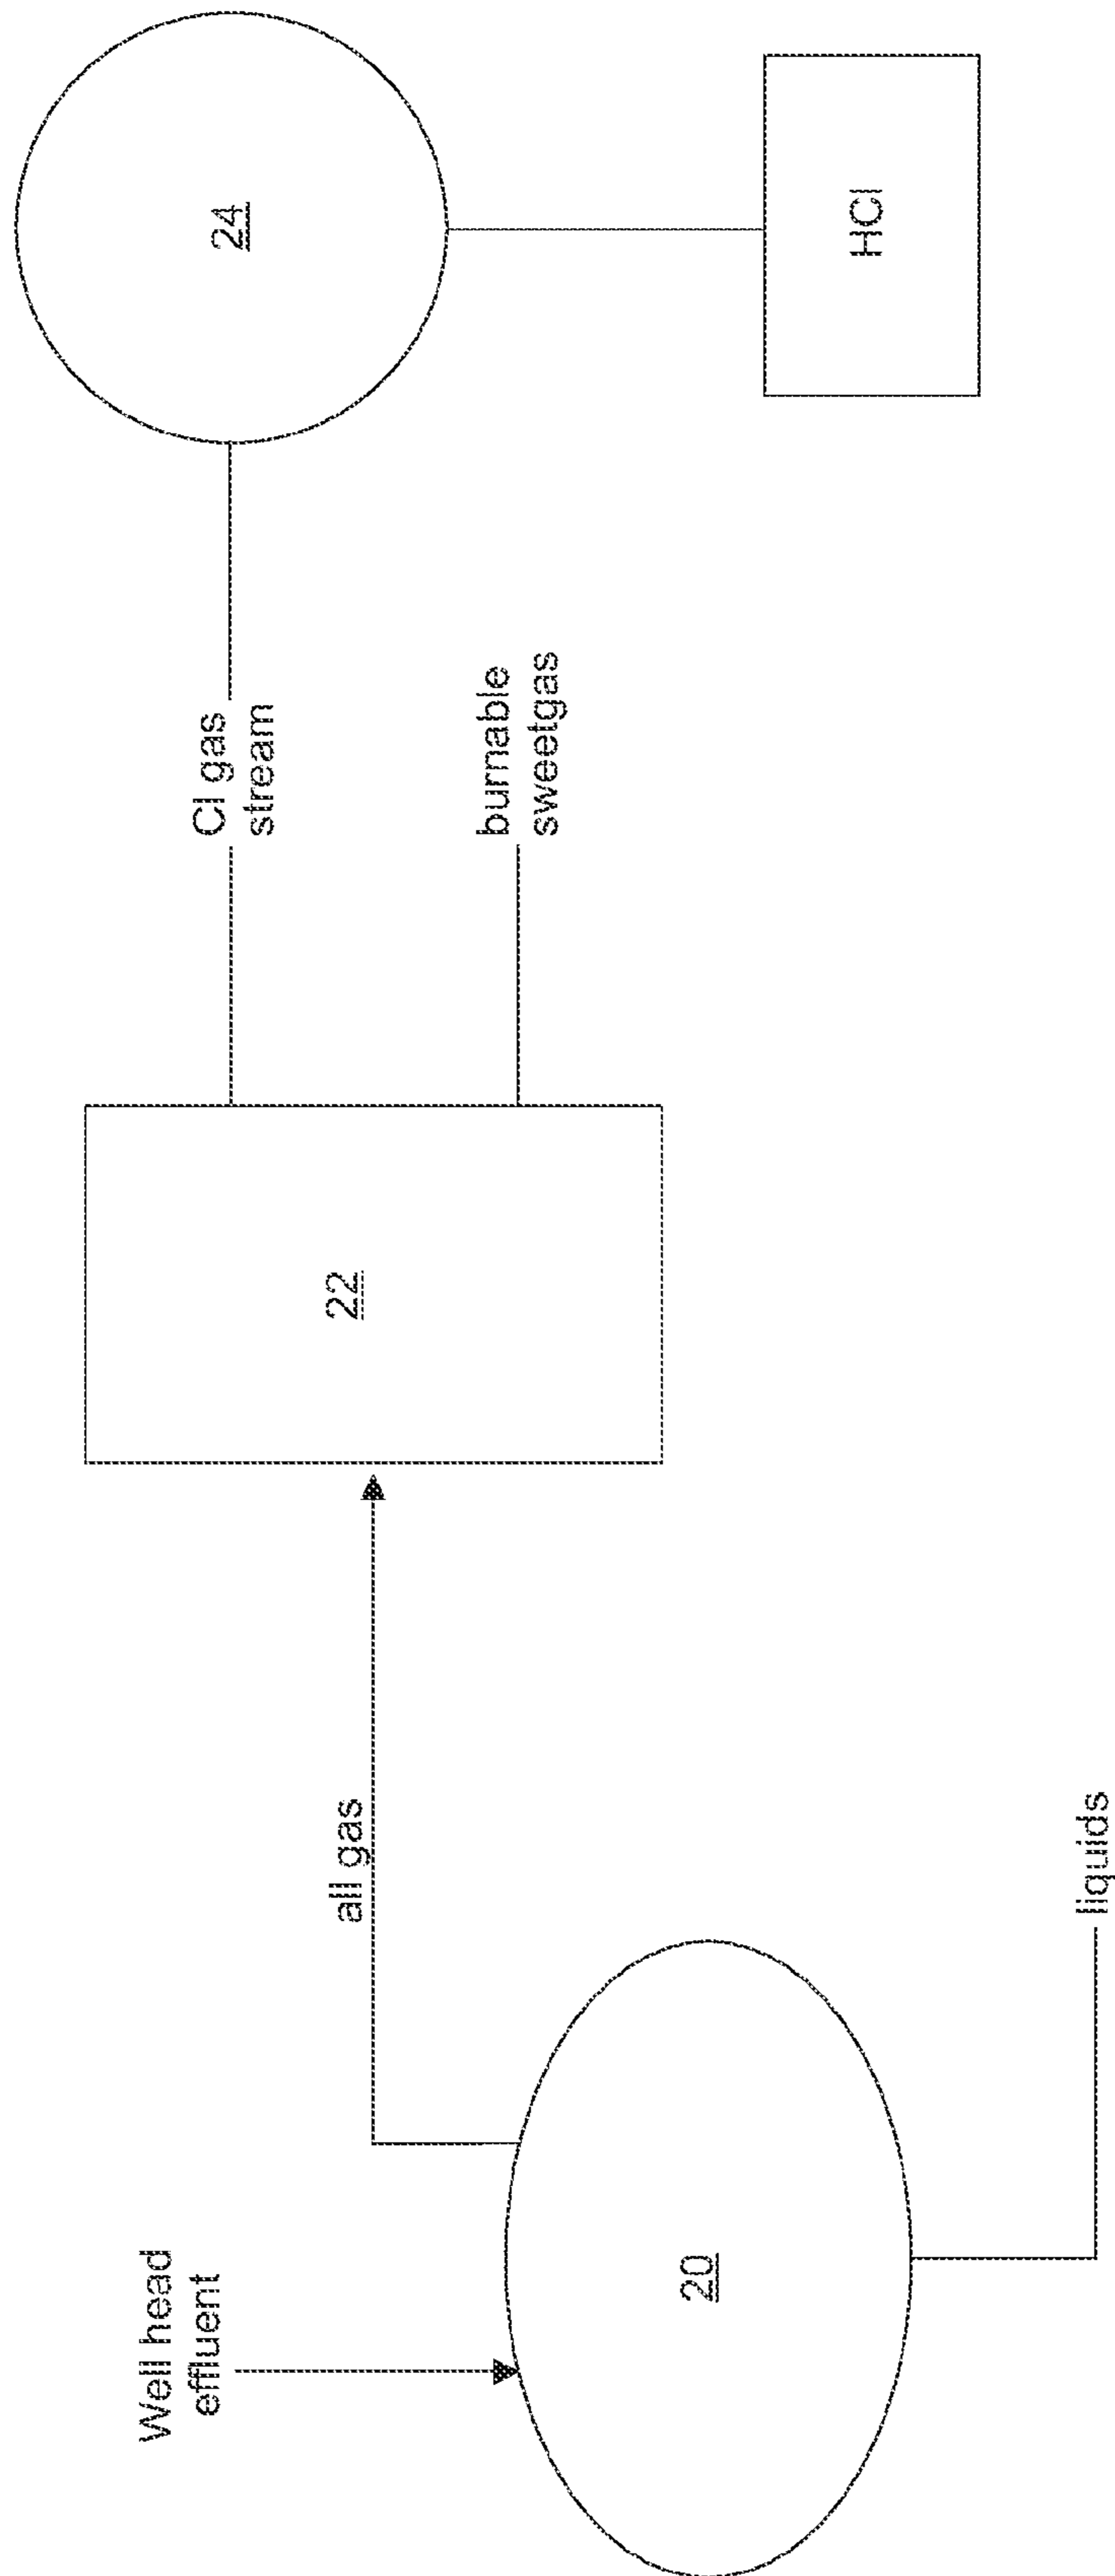 Well head
effluent
20
liquids
all gas
22
Cl gas
stream
burnable
sweetgas
24
HCl